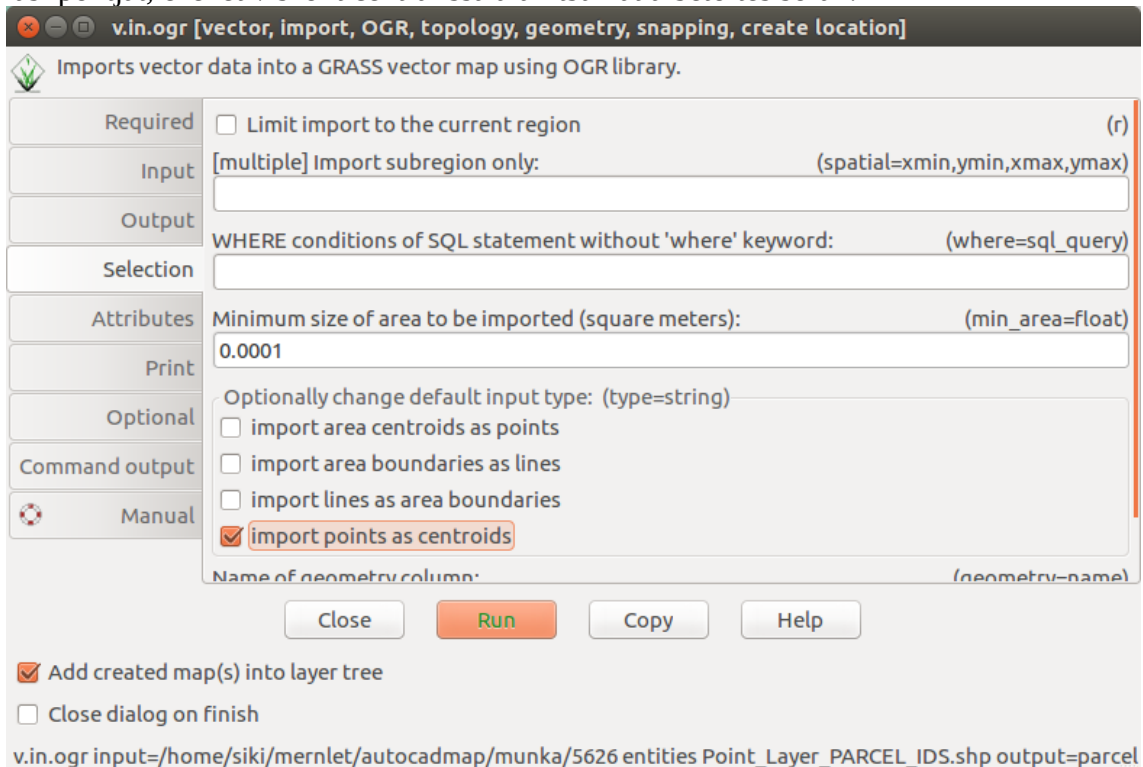 v.in.ogr [vector, import, OGR, topology, geometry, snapping, create location]
Imports vector data into a GRASS vector map using OGR library.
Required
Input
Output
Selection
Attributes
Print
Optional
Command output
Manual
Limit import to the current region (r)
[multiple] Import subregion only: (spatial=xmin,ymin,xmax,ymax)
WHERE conditions of SQL statement without 'where' keyword: (where=sql_query)
Minimum size of area to be imported (square meters): (min_area=float)
0.0001
Optionally change default input type: (type=string)
import area centroids as points
import area boundaries as lines
import lines as area boundaries
import points as centroids
Name of geometry column: (geometry=name)
Close Run Copy Help
Add created map(s) into layer tree
Close dialog on finish
v.in.ogr input=/home/siki/mernlet/autocadmap/munka/5626 entities Point_Layer_PARCEL_IDS.shp output=parcel